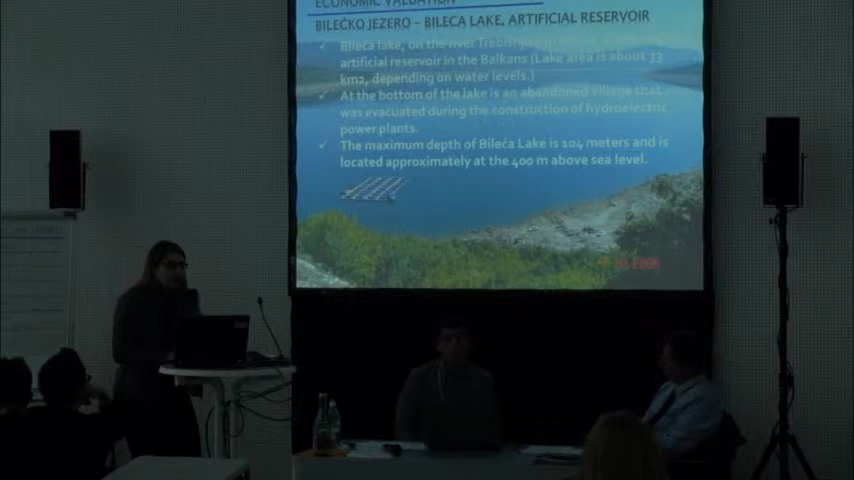 ECONOMIC VALUATION
BILEĆKO JEZERO – BILECA LAKE, ARTIFICIAL RESERVOIR
✓ Bileća lake, on the river
artificial reservoir in the Balkans (Lake area is about 33
km2, depending on water levels.)
✓ At the bottom of the lake is an abandoned village that
was evacuated during the construction of hydroelectric
power plants.
✓ The maximum depth of Bileća Lake is 104 meters and is
located approximately at the 400 m above sea level.
2006